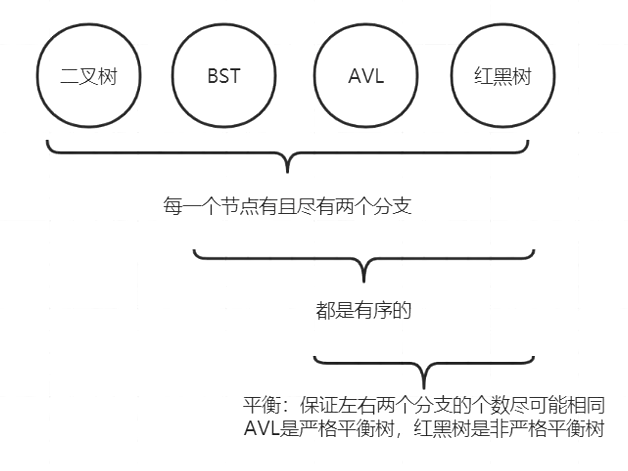 二叉树
BST
AVL
红黑树
每一个节点有且尽有两个分支
都是有序的
平衡：保证左右两个分支的个数尽可能相同
AVL是严格平衡树，红黑树是非严格平衡树